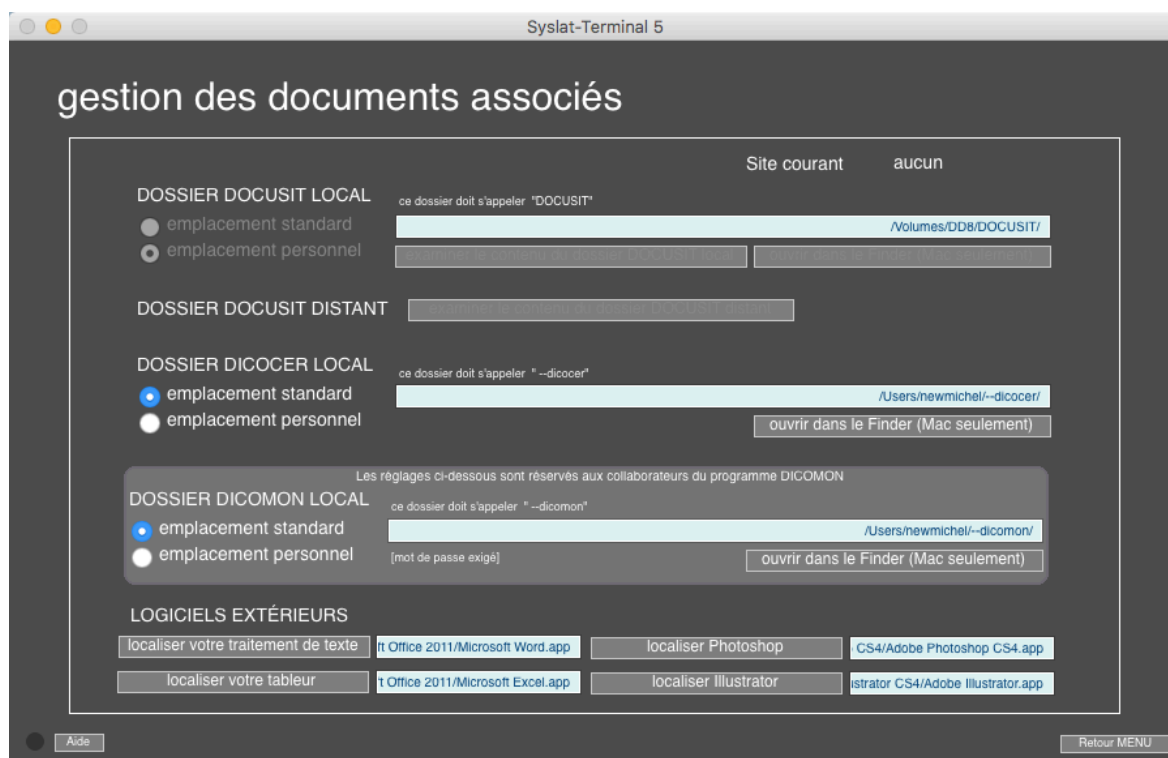 Syslat-Terminal 5
gestion des documents associés
Site courant aucun
DOSSIER DOCUSIT LOCAL
ce dossier doit s'appeler "DOCUSIT"
emplacement standard
/Volumes/DD8/DOCUSIT/
emplacement personnel
examiner le contenu du dossier DOCUSIT local
ouvrir dans le Finder (Mac seulement)
DOSSIER DOCUSIT DISTANT
examiner le contenu du dossier DOCUSIT distant
DOSSIER DICOCER LOCAL
ce dossier doit s'appeler " --dicocer"
emplacement standard
/Users/newmichel/--dicocer/
emplacement personnel
ouvrir dans le Finder (Mac seulement)
Les réglages ci-dessous sont réservés aux collaborateurs du programme DICOMON
DOSSIER DICOMON LOCAL
ce dossier doit s'appeler " --dicomon"
emplacement standard
/Users/newmichel/--dicomon/
emplacement personnel
[mot de passe exigé]
ouvrir dans le Finder (Mac seulement)
LOGICIELS EXTÉRIEURS
localiser votre traitement de texte
ft Office 2011/Microsoft Word.app
localiser Photoshop
CS4/Adobe Photoshop CS4.app
localiser votre tableur
t Office 2011/Microsoft Excel.app
localiser Illustrator
ustrator CS4/Adobe Illustrator.app
Aide
Retour MENU